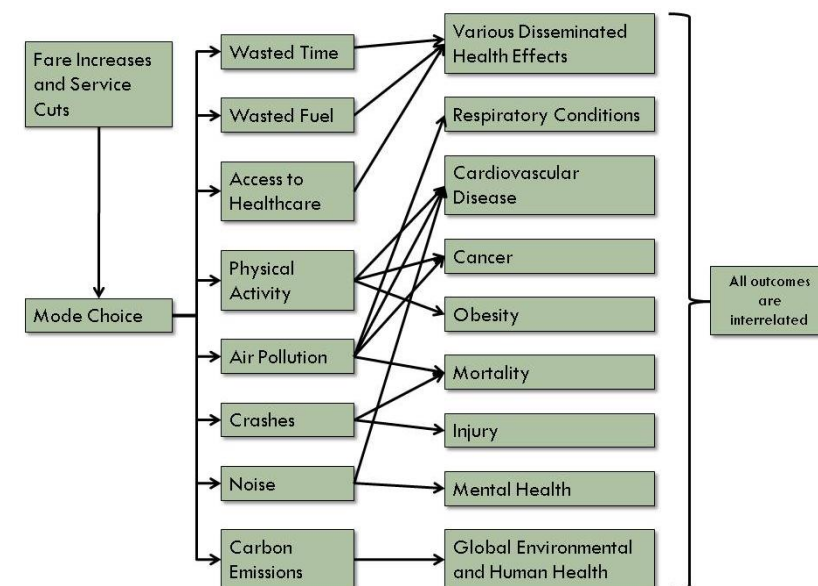 Fare Increases
and Service
Cuts
Mode Choice
Wasted Time
Wasted Fuel
Access to
Healthcare
Physical
Activity
Air Pollution
Crashes
Noise
Carbon
Emissions
Various Disseminated
Health Effects
Respiratory Conditions
Cardiovascular
Disease
Cancer
Obesity
Mortality
Injury
Mental Health
Global Environmental
and Human Health
All outcomes
are
interrelated